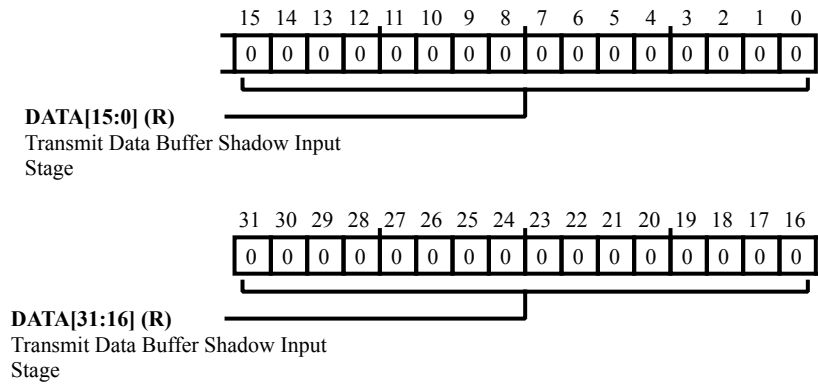 15 14 13 12 11 10 9 8 7 6 5 4 3 2 1 0
0 0 0 0 0 0 0 0 0 0 0 0 0 0 0 0
DATA[15:0] (R)
Transmit Data Buffer Shadow Input
Stage
31 30 29 28 27 26 25 24 23 22 21 20 19 18 17 16
0 0 0 0 0 0 0 0 0 0 0 0 0 0 0 0
DATA[31:16] (R)
Transmit Data Buffer Shadow Input
Stage